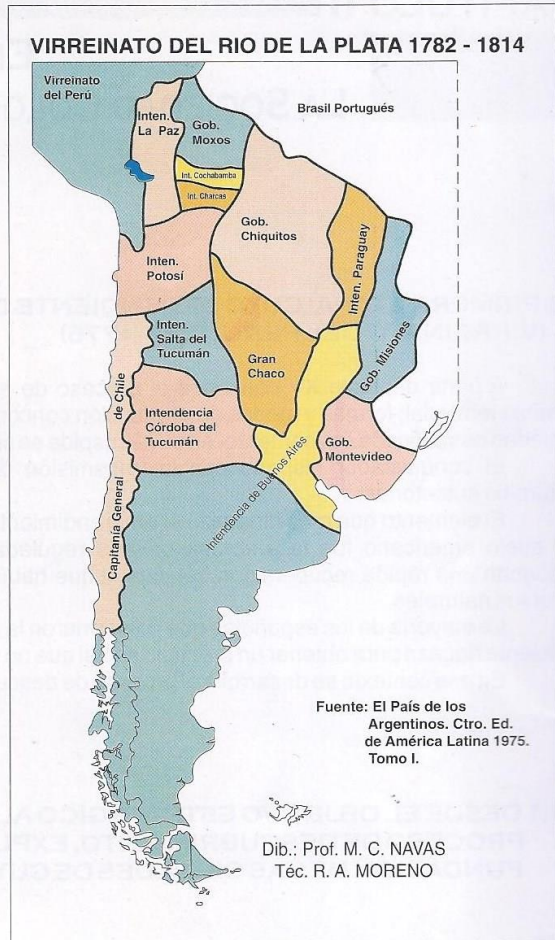 VIRREINATO DEL RIO DE LA PLATA 1782 - 1814
Virreinato
del Perú
Brasil Portugués
Inten.
La Paz
Gob.
Moxos
Int. Cochabamba
Int. Charcas
Gob.
Chiquitos
Inten. Paraguay
Inten.
Potosí
Gob. Misiones
Inten.
Salta del
Tucumán
Gran
Chaco
Capitanía General de Chile
Intendencia
Córdoba del
Tucumán
Intendencia de Buenos Aires
Gob.
Montevideo
Fuente: El País de los
Argentinos. Ctro. Ed.
de América Latina 1975.
Tomo I.
Dib.: Prof. M. C. NAVAS
Téc. R. A. MORENO